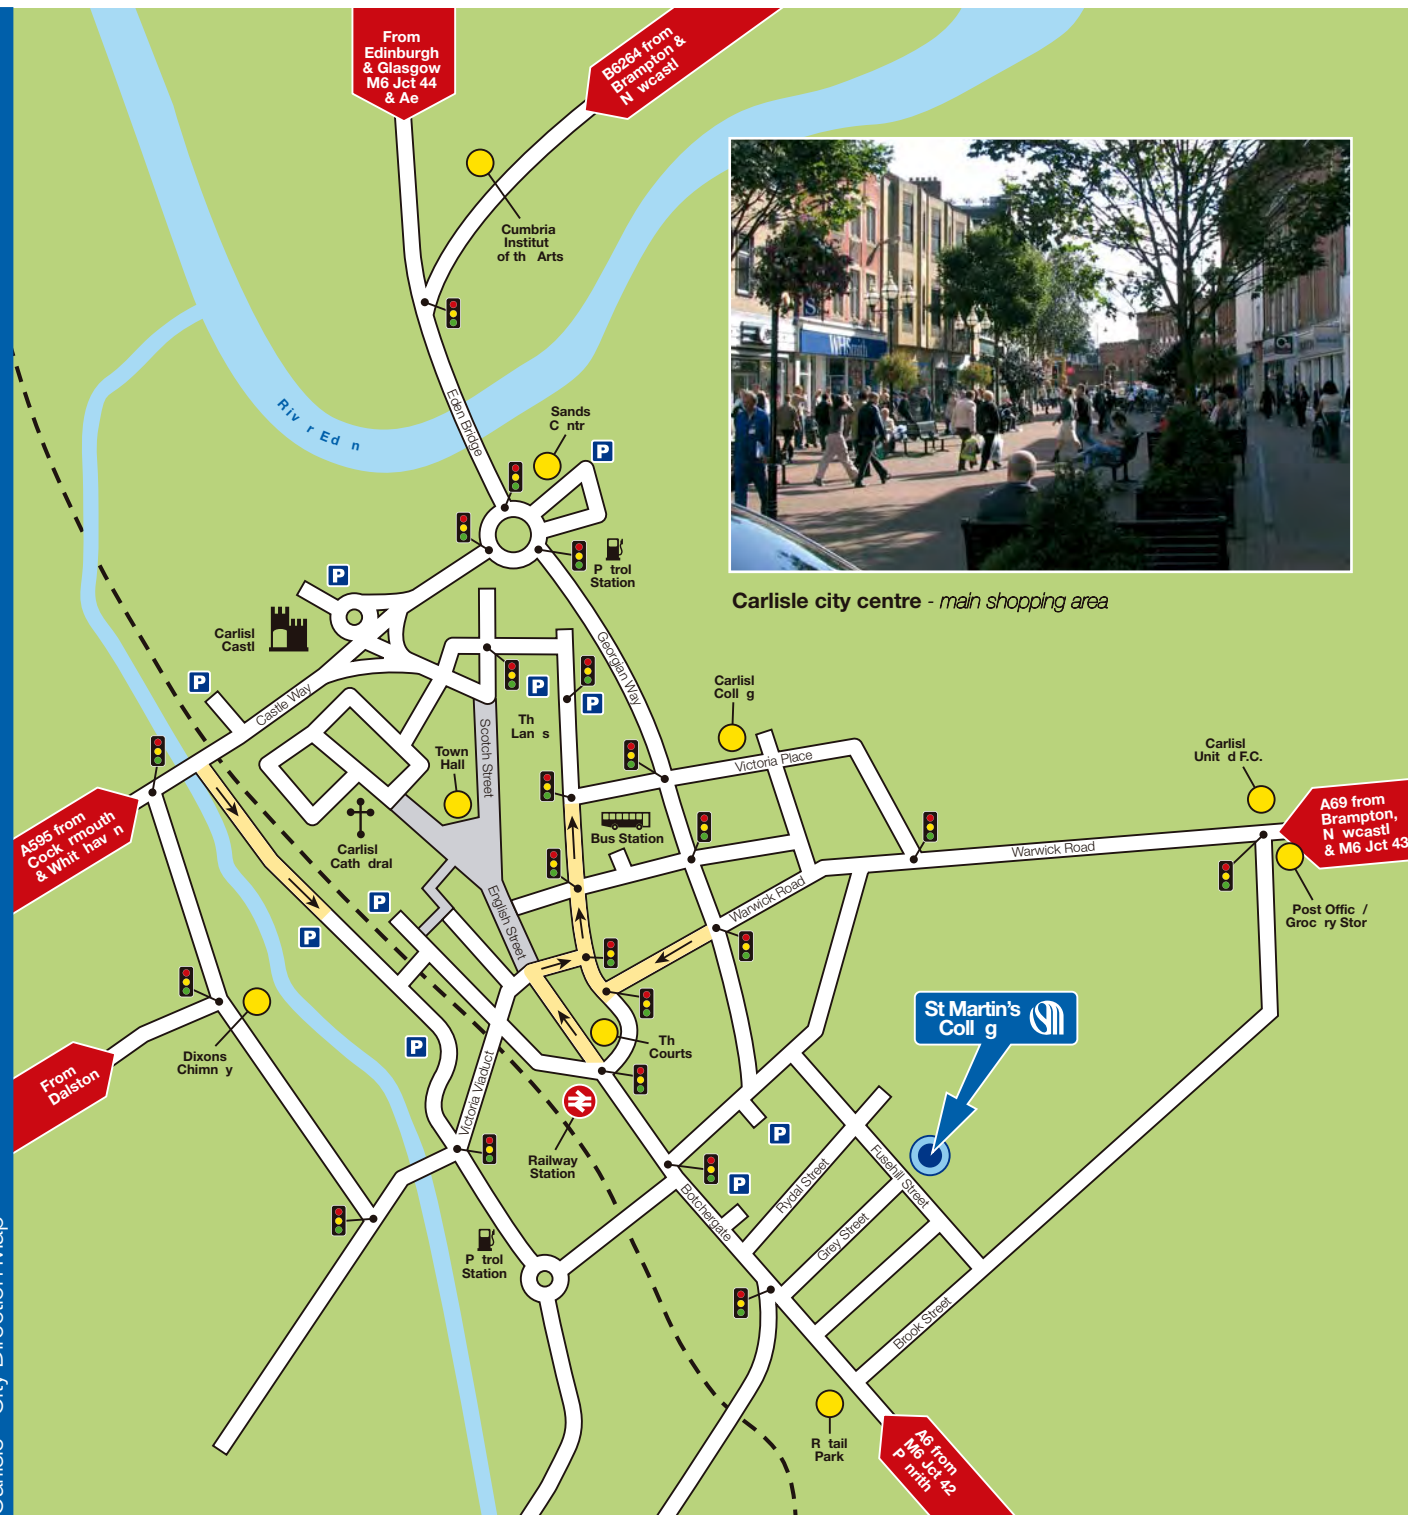 From
Edinburgh
& Glasgow
M6 Jct 44
& Ae
B6264 from
Brampton &
N wcastl
Cumbria
Institut
of th Arts
Riv r Ed n
Eden Bridge
Sands
C ntr
P
P trol
Station
WHSmith
Carlisle city centre - main shopping area
P
Carlisl
Castl
P
Castle Way
Georgian Way
P
P
Th
Lan s
Scotch Street
Town
Hall
Carlisl
Coll g
Victoria Place
Carlisl
Unit d F.C.
A69 from
Brampton,
N wcastl
& M6 Jct 43
A595 from
Cock rmouth
& Whit hav n
Carlisl
Cath dral
Bus Station
Warwick Road
Warwick Road
Post Offic /
Groc ry Stor
P
P
English Street
St Martin's
Coll g
Th
Courts
Dixons
Chimn y
P
From
Dalston
Victoria Viaduct
Railway
Station
P
P
Botchergate
Rydal Street
Fusehill Street
Grey Street
Brook Street
P trol
Station
R tail
Park
A6 from
M6 Jct 42
P nrith
Carlisle - City Direction Map